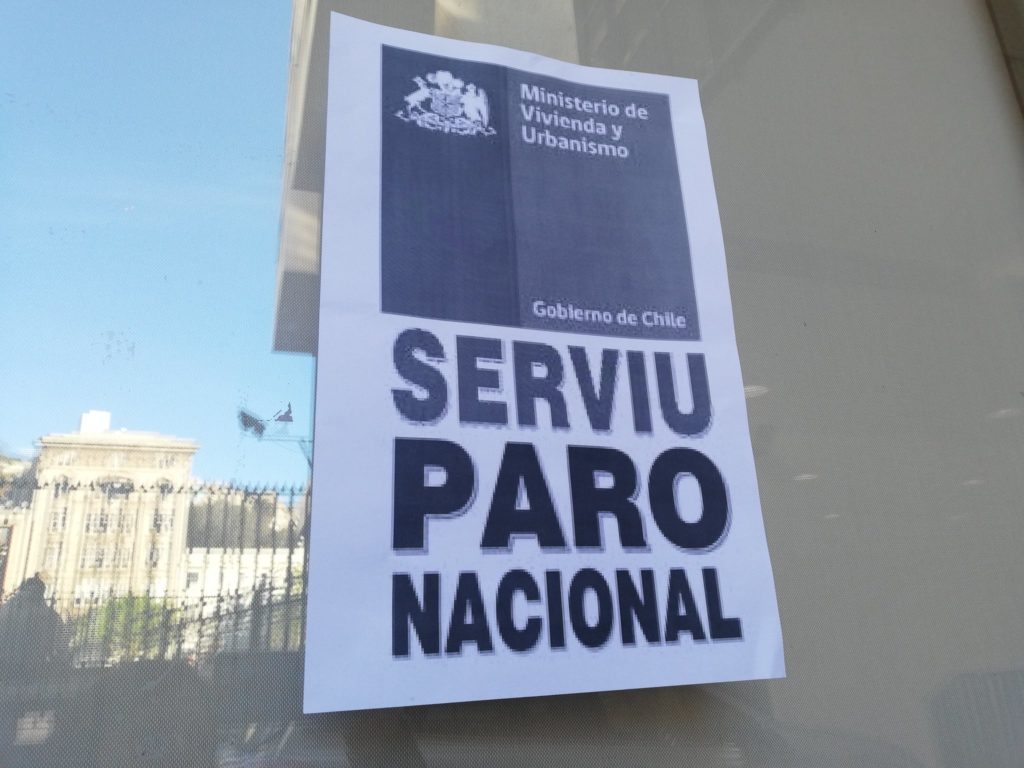 Ministerio de
Vivienda y
Urbanismo
Gobierno de Chile
SERVIU
PARO
NACIONAL